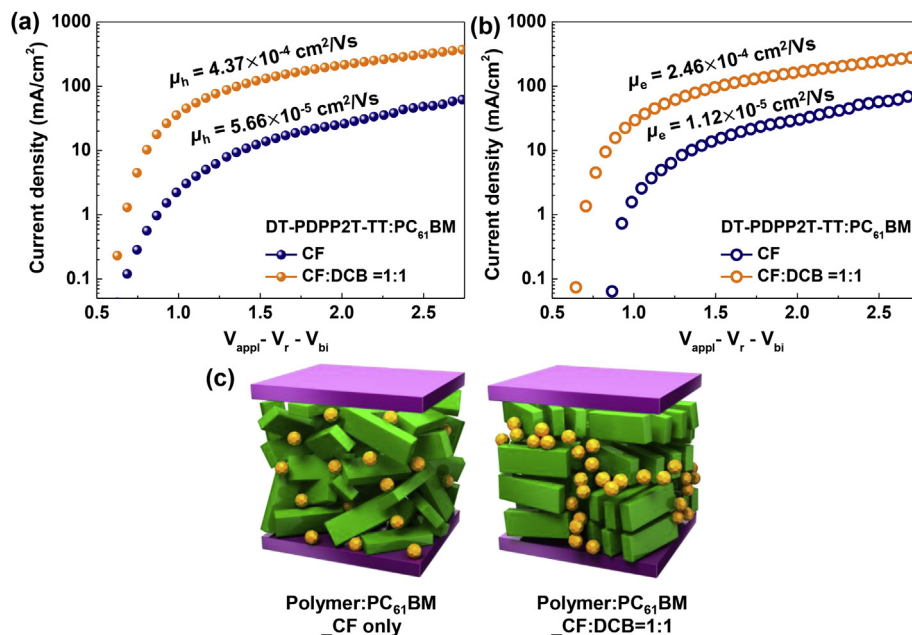 (a)
1000
100
10
1
0.1
Current density (mA/cm²)
μh = 4.37×10⁻⁴ cm²/Vs
μh = 5.66×10⁻⁵ cm²/Vs
DT-PDPP2T-TT:PC₆₁BM
CF
CF:DCB =1:1
0.5 1.0 1.5 2.0 2.5
Vappl- Vr - Vbi
(b)
1000
100
10
1
0.1
Current density (mA/cm²)
μe = 2.46×10⁻⁴ cm²/Vs
μe = 1.12×10⁻⁵ cm²/Vs
DT-PDPP2T-TT:PC₆₁BM
CF
CF:DCB =1:1
0.5 1.0 1.5 2.0 2.5
Vappl- Vr - Vbi
(c)
Polymer:PC₆₁BM
_CF only
Polymer:PC₆₁BM
_CF:DCB=1:1